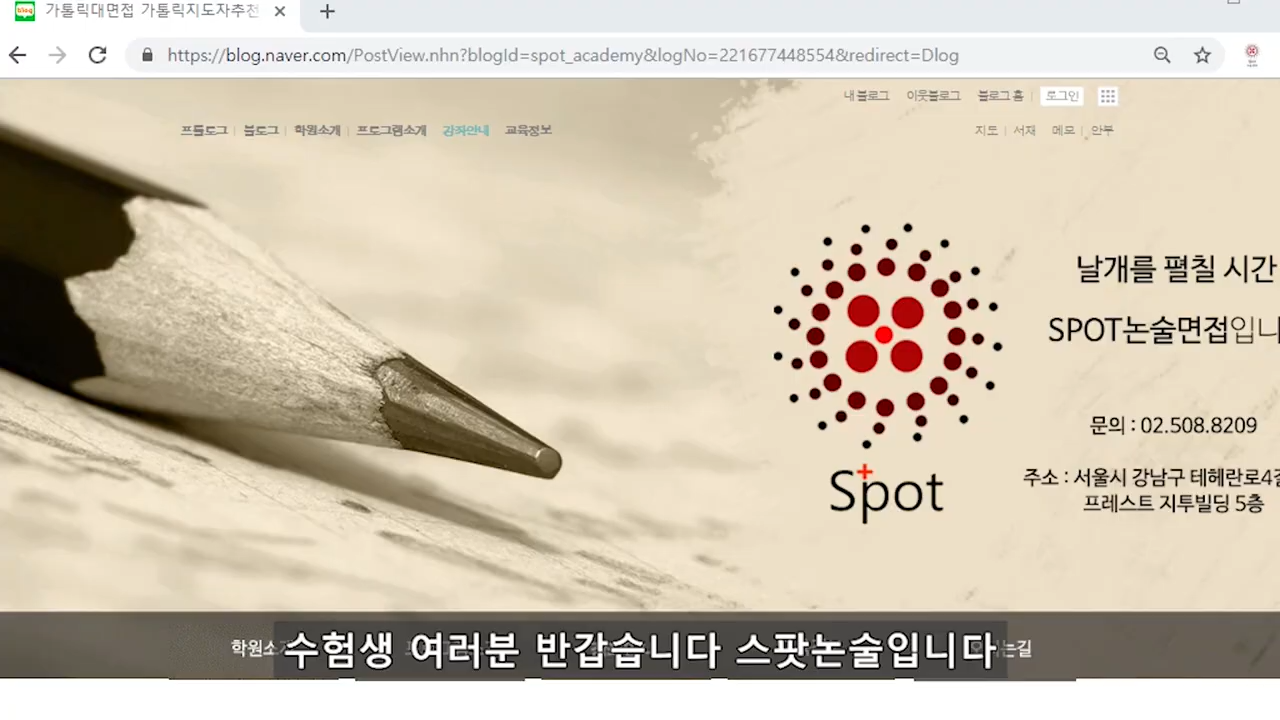 가톨릭대면접 가톨릭지도자추천
https://blog.naver.com/PostView.nhn?blogId=spot_academy&logNo=221677448554&redirect=Dlog
내 블로그 이웃블로그 블로그 홈 로그인
프롤로그 블로그 학원소개 프로그램소개 강좌안내 교육정보
지도 서재 메모 안부
날개를 펼칠 시간
SPOT논술면접입니
문의 : 02.508.8209
주소 : 서울시 강남구 테헤란로4길
프레스트 지투빌딩 5층
Spot
학원소개
수험생 여러분 반갑습니다 스팟논술입니다